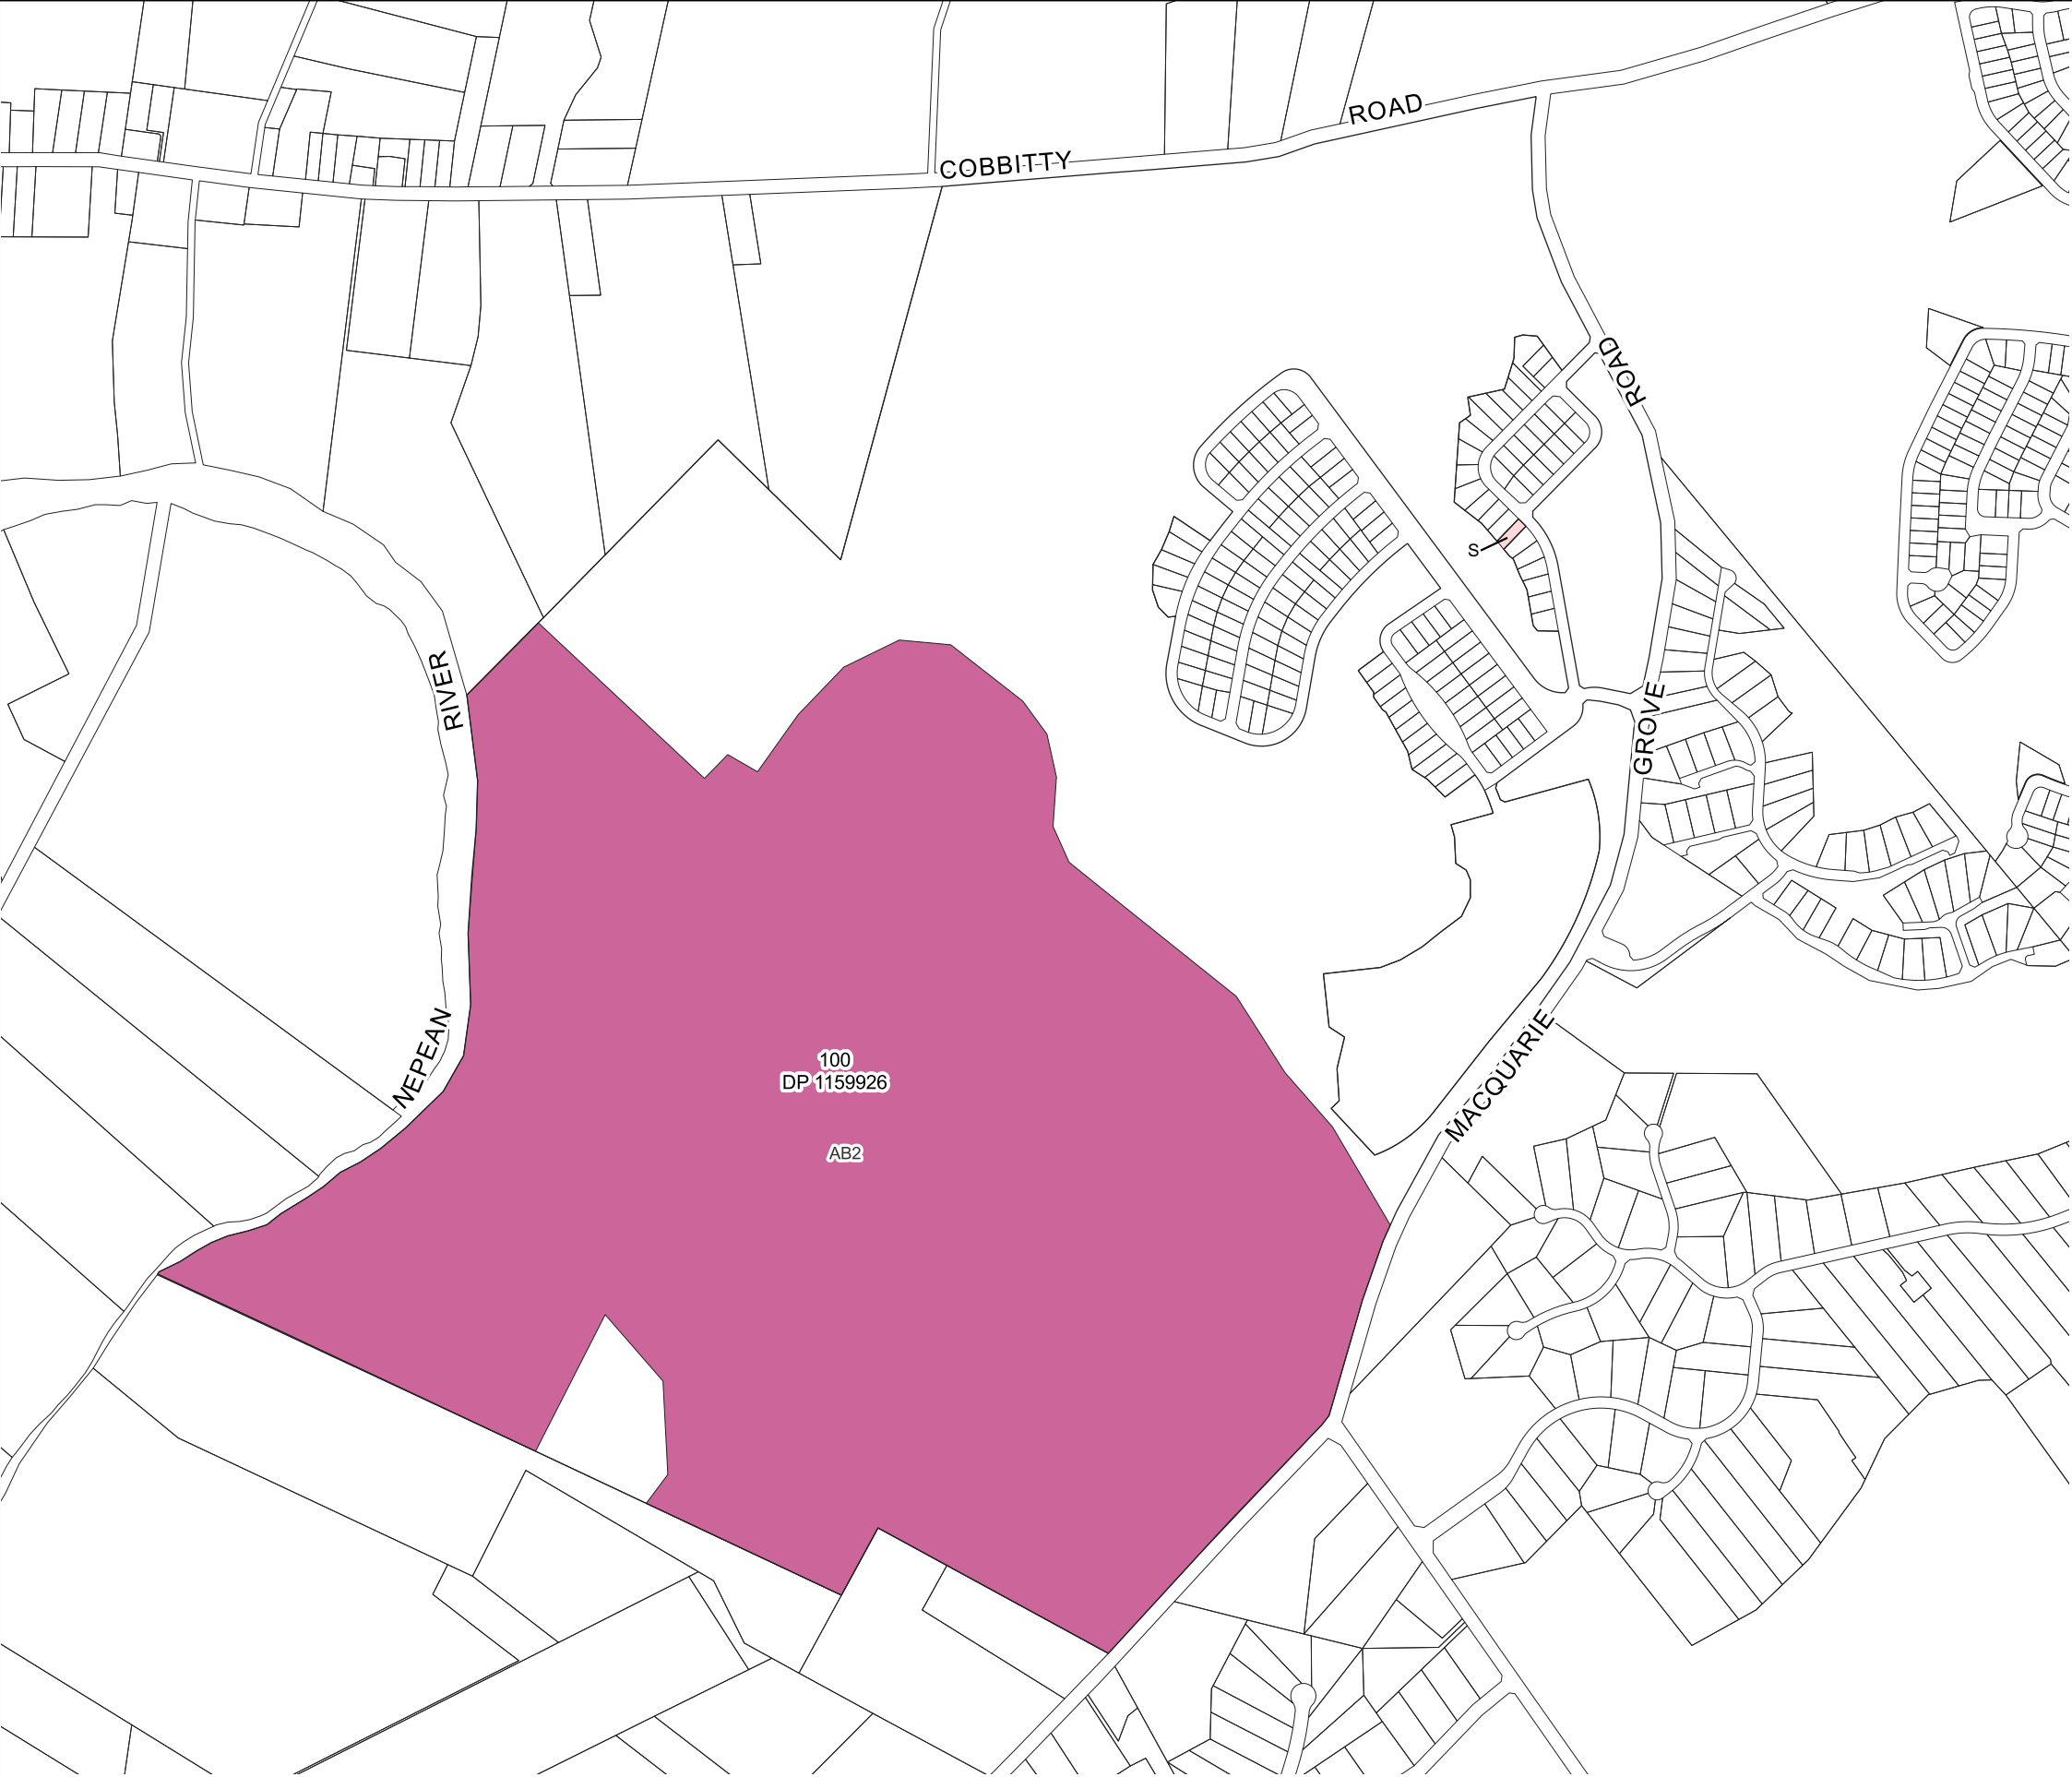 ROAD
COBBITTY
ROAD
S
RIVER
GROVE
NEPEAN
MACQUARIE
100
DP 1159926
AB2